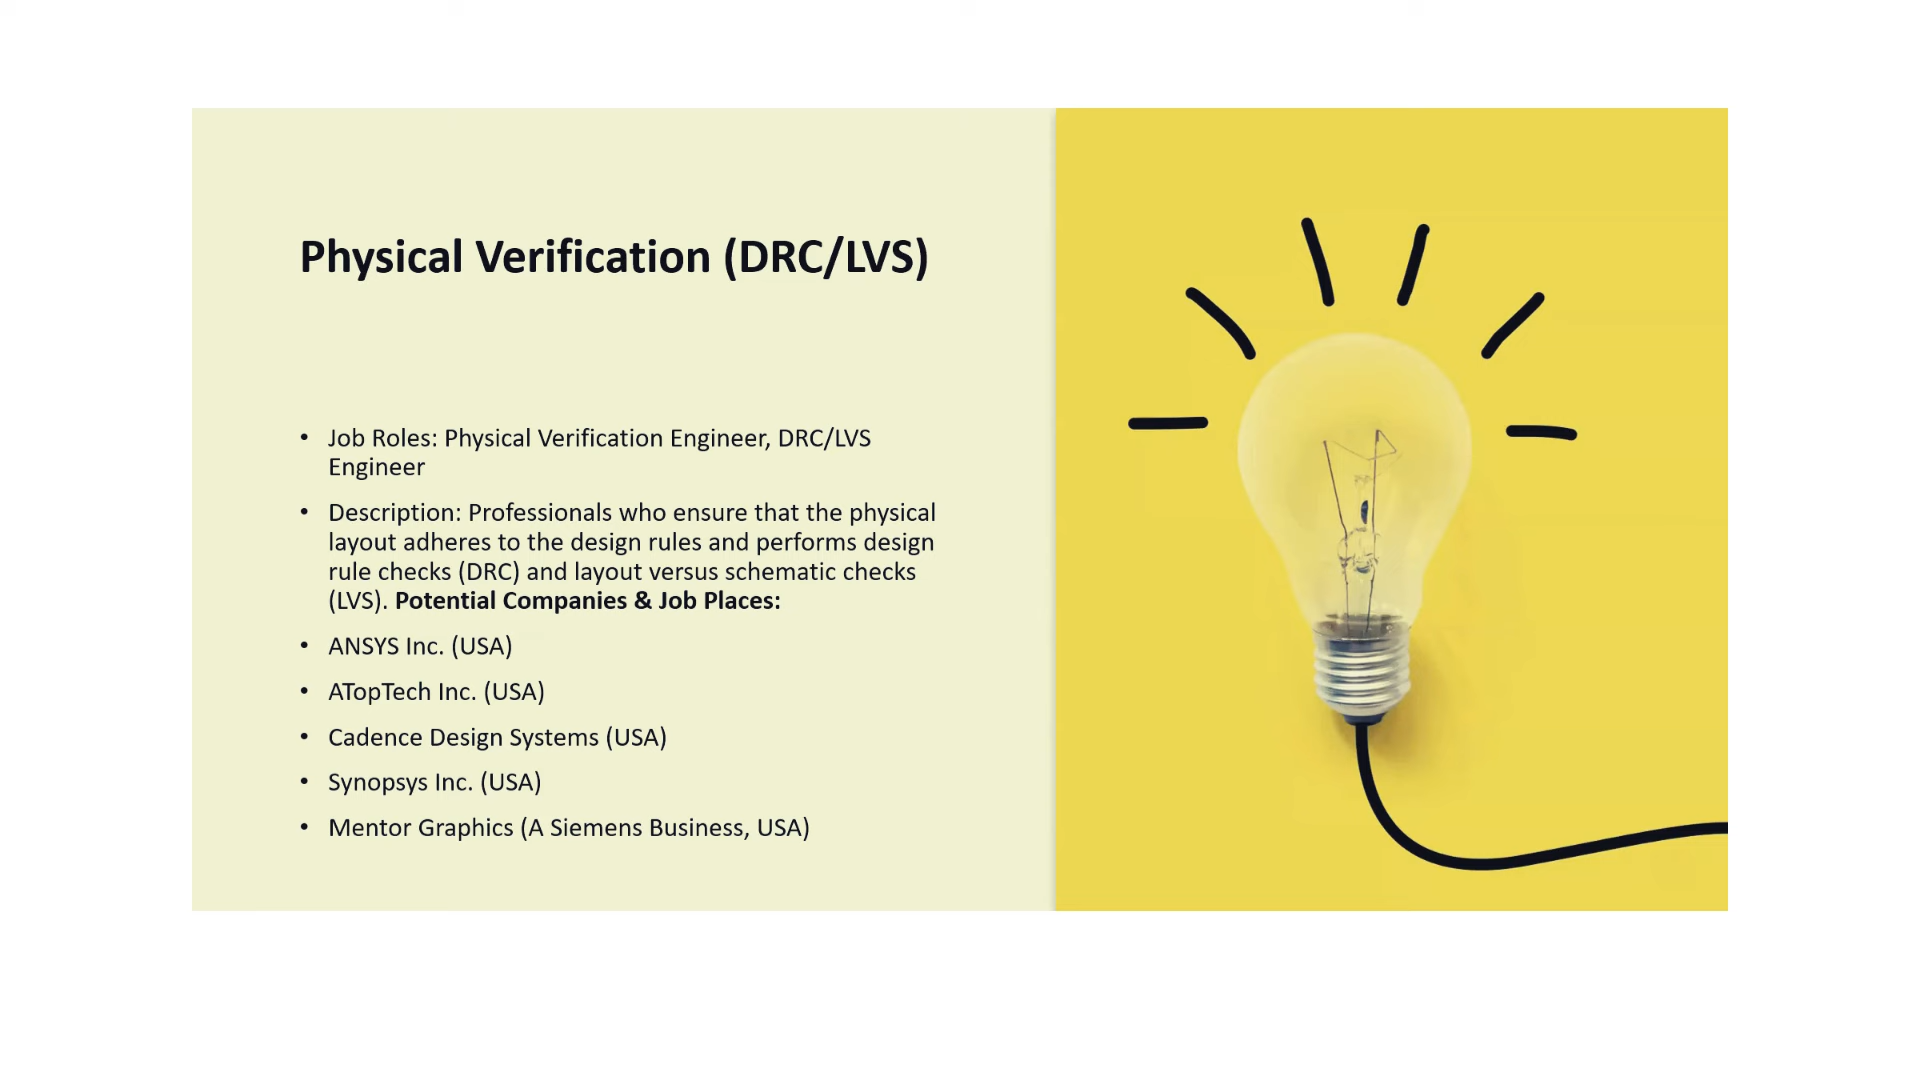 Physical Verification (DRC/LVS)
• Job Roles: Physical Verification Engineer, DRC/LVS
Engineer
• Description: Professionals who ensure that the physical
layout adheres to the design rules and performs design
rule checks (DRC) and layout versus schematic checks
(LVS). Potential Companies & Job Places:
• ANSYS Inc. (USA)
• ATopTech Inc. (USA)
• Cadence Design Systems (USA)
• Synopsys Inc. (USA)
• Mentor Graphics (A Siemens Business, USA)